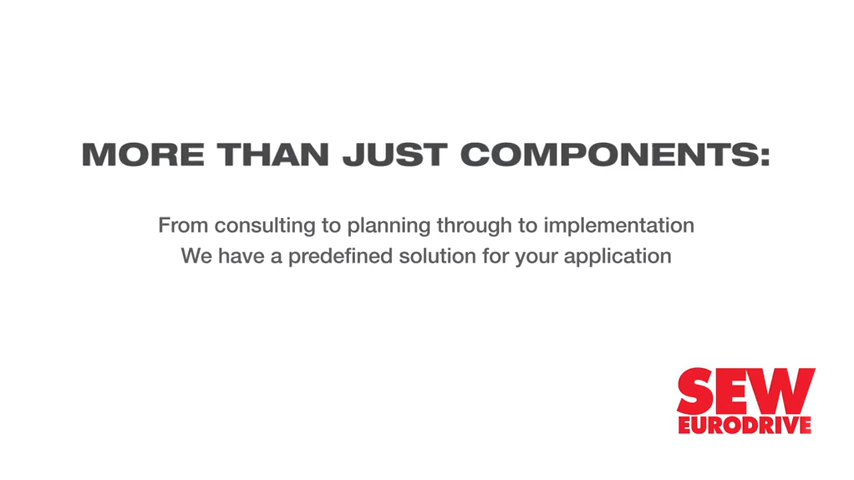 MORE THAN JUST COMPONENTS:
From consulting to planning through to implementation
We have a predefined solution for your application
SEW
EURODRIVE